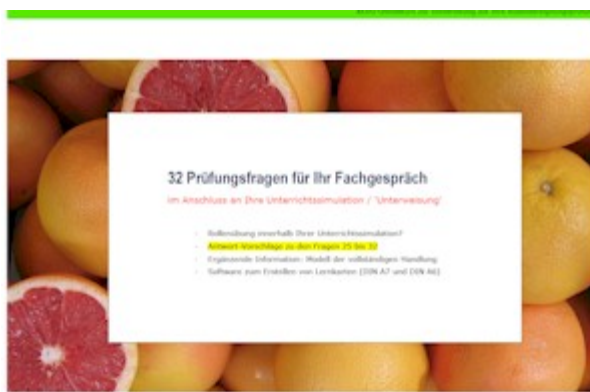 32 Prüfungsfragen für Ihr Fachgespräch
im Anschluss an Ihre Unterrichtssimulation / 'Unterweisung'
- Rollenübung innerhalb Ihrer Unterrichtssimulation?
- Antwort-Vorschläge zu den Fragen 25 bis 32
- Ergänzende Information: Modell der vollständigen Handlung
- Software zum Erstellen von Lernkarten (DIN A7 und DIN A6)